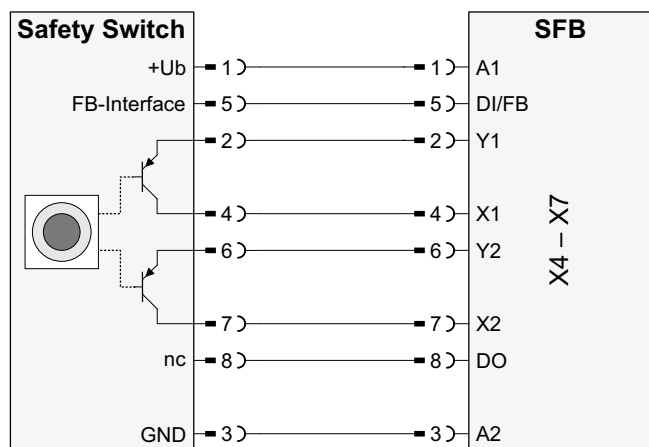 Safety Switch SFB
+Ub 1 1 A1
FB-Interface 5 5 DI/FB
2 2 Y1
4 4 X1
6 6 Y2
X4 – X7
7 7 X2
nc 8 8 DO
GND 3 3 A2